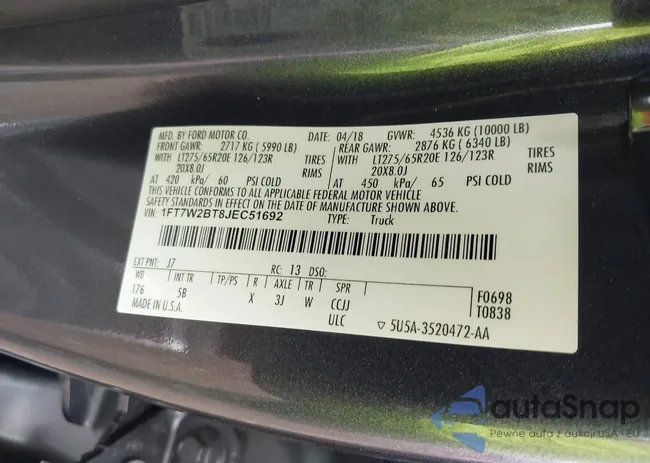 MFD. BY FORD MOTOR CO. DATE: 04/18 GVWR: 4536 KG (10000 LB)
FRONT GAWR: 2717 KG (5990 LB) REAR GAWR: 2876 KG (6340 LB)
WITH LT275/65R20E 126/123R TIRES WITH LT275/65R20E 126/123R TIRES
20X8.0J RIMS 20X8.0J RIMS
AT 420 kPa/ 60 PSI COLD AT 450 kPa/ 65 PSI COLD
THIS VEHICLE CONFORMS TO ALL APPLICABLE FEDERAL MOTOR VEHICLE SAFETY
STANDARDS IN EFFECT ON THE DATE OF MANUFACTURE SHOWN ABOVE.
VIN: 1FT7W2BT8JEC51692 TYPE: Truck
EXT PNT: J7 RC: 13 DSO:
WB INT TR TP/PS R AXLE TR SPR
176 5B X 3J W CCJJ F0698
MADE IN U.S.A. ULC T0838
▽ 5U5A-3520472-AA
autaSnap
Pewne auta z aukcji USA i EU